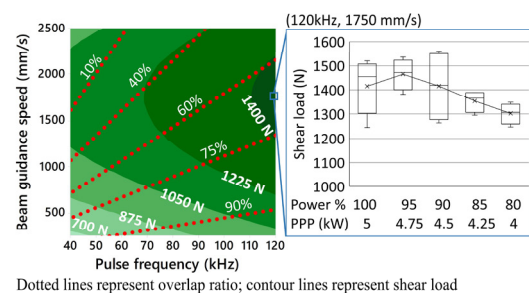 (120kHz, 1750 mm/s)
Beam guidance speed (mm/s)
2500
2000
1500
1000
500
10%
40%
60%
75%
90%
1400 N
1225 N
1050 N
875 N
700 N
40 50 60 70 80 90 100 110 120
Pulse frequency (kHz)
Shear load (N)
1600
1500
1400
1300
1200
1100
1000
Power % 100 95 90 85 80
PPP (kW) 5 4.75 4.5 4.25 4
Dotted lines represent overlap ratio; contour lines represent shear load